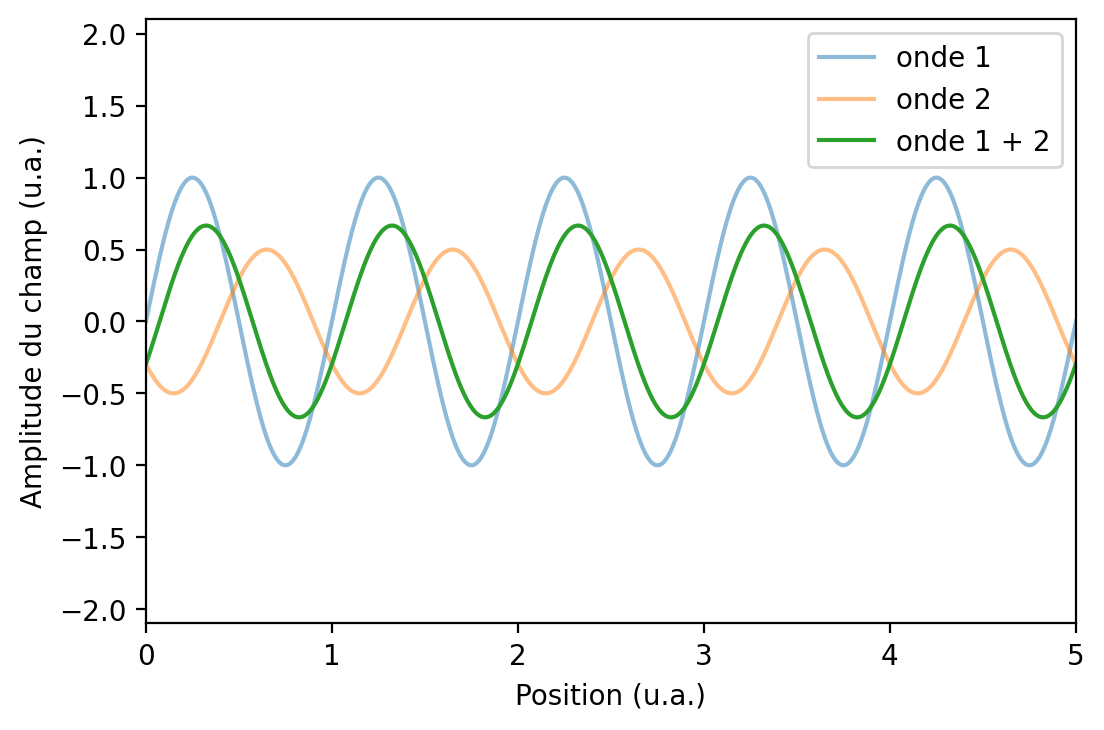 2.0
1.5
1.0
0.5
0.0
−0.5
−1.0
−1.5
−2.0
Amplitude du champ (u.a.)
onde 1
onde 2
onde 1 + 2
0 1 2 3 4 5
Position (u.a.)